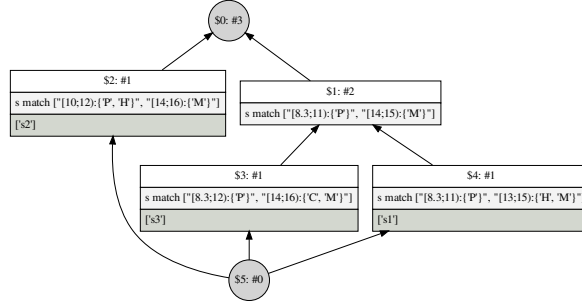 $0: #3
$2: #1
s match ["[10;12):{'P', 'H'}", "[14;16):{'M'}"]
['s2']
$1: #2
s match ["[8.3;11):{'P'}", "[14;15):{'M'}"]
$3: #1
s match ["[8.3;12):{'P'}", "[14;16):{'C', 'M'}"]
['s3']
$4: #1
s match ["[8.3;11):{'P'}", "[13;15):{'H', 'M'}"
['s1']
$5: #0